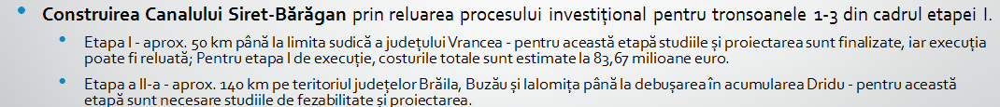 • Construirea Canalului Siret-Bărăgan prin reluarea procesului investițional pentru tronsoanele 1-3 din cadrul etapei I.
• Etapa I - aprox. 50 km până la limita sudică a județului Vrancea - pentru această etapă studiile și proiectarea sunt finalizate, iar execuția
poate fi reluată; Pentru etapa I de execuție, costurile totale sunt estimate la 83,67 milioane euro.
• Etapa a II-a - aprox. 140 km pe teritoriul județelor Brăila, Buzău și Ialomița până la debușarea în acumularea Dridu - pentru această
etapă sunt necesare studiile de fezabilitate și proiectarea.